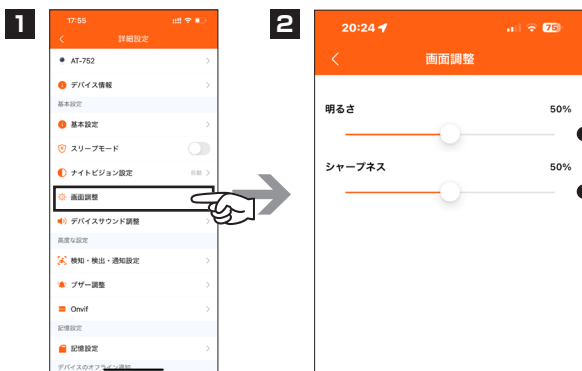 1
17:55
詳細設定
AT-752
デバイス情報
基本設定
基本設定
スリープモード
ナイトビジョン設定
自動
画面調整
デバイスサウンド調整
高度な設定
検知・検出・通知設定
ブザー調整
Onvif
記憶設定
記憶設定
デバイスのオフライン通知
2
20:24
76
画面調整
明るさ
50%
シャープネス
50%